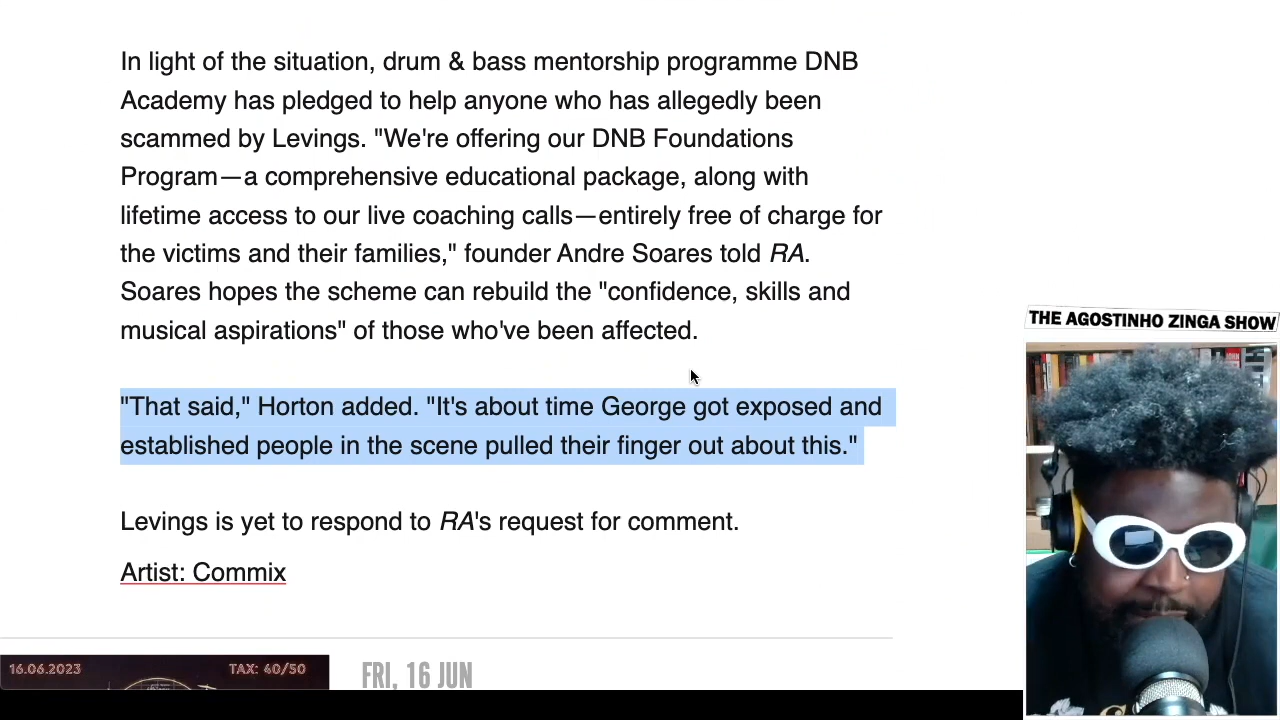 In light of the situation, drum & bass mentorship programme DNB
Academy has pledged to help anyone who has allegedly been
scammed by Levings. "We're offering our DNB Foundations
Program—a comprehensive educational package, along with
lifetime access to our live coaching calls—entirely free of charge for
the victims and their families," founder Andre Soares told RA.
Soares hopes the scheme can rebuild the "confidence, skills and
musical aspirations" of those who've been affected.
"That said," Horton added. "It's about time George got exposed and
established people in the scene pulled their finger out about this."
Levings is yet to respond to RA's request for comment.
Artist: Commix
16.06.2023
TAX: 40/50
FRI, 16 JUN
THE AGOSTINHO ZINGA SHOW